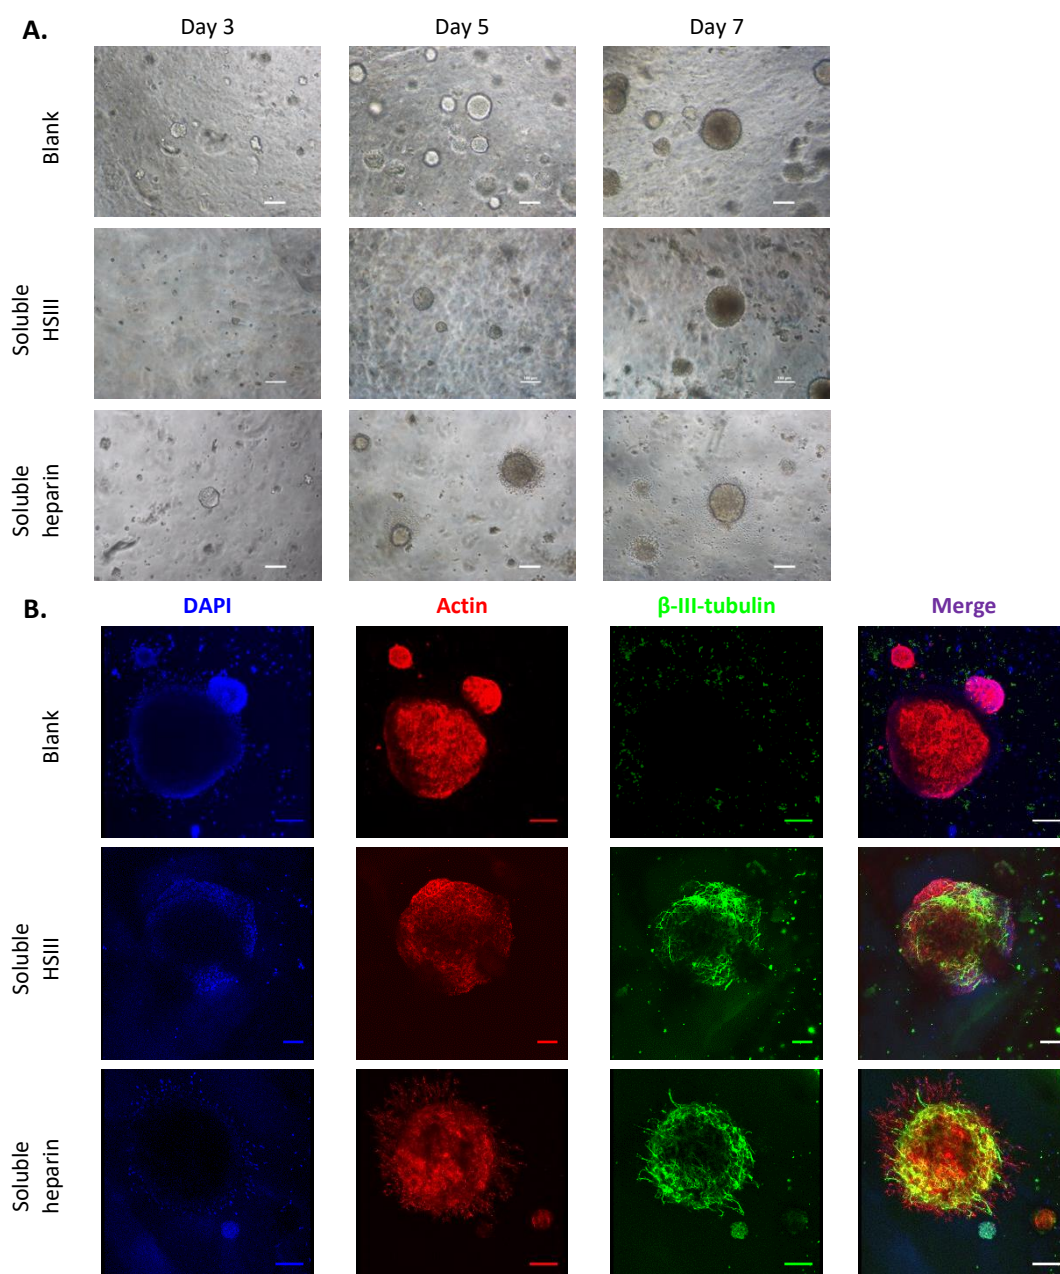 A.
Day 3
Day 5
Day 7
Blank
Soluble
HSIII
Soluble
heparin
B.
DAPI
Actin
β-III-tubulin
Merge
Blank
Soluble
HSIII
Soluble
heparin